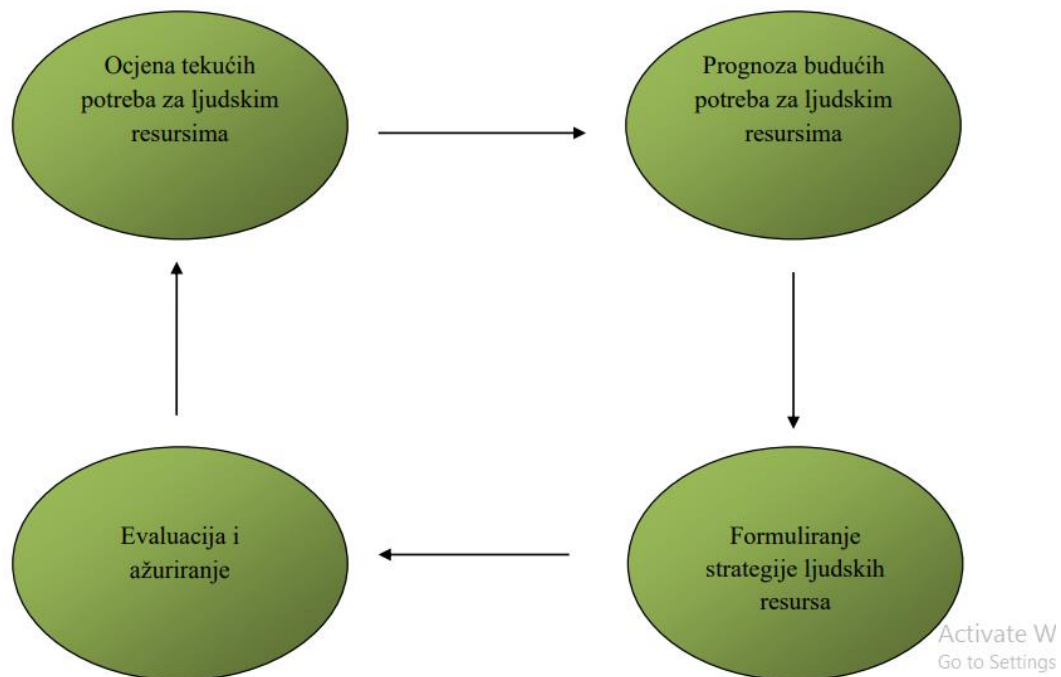 Ocjena tekućih
potreba za ljudskim
resursima
Prognoza budućih
potreba za ljudskim
resursima
Evaluacija i
ažuriranje
Formuliranje
strategije ljudskih
resursa
Activate W
Go to Settings